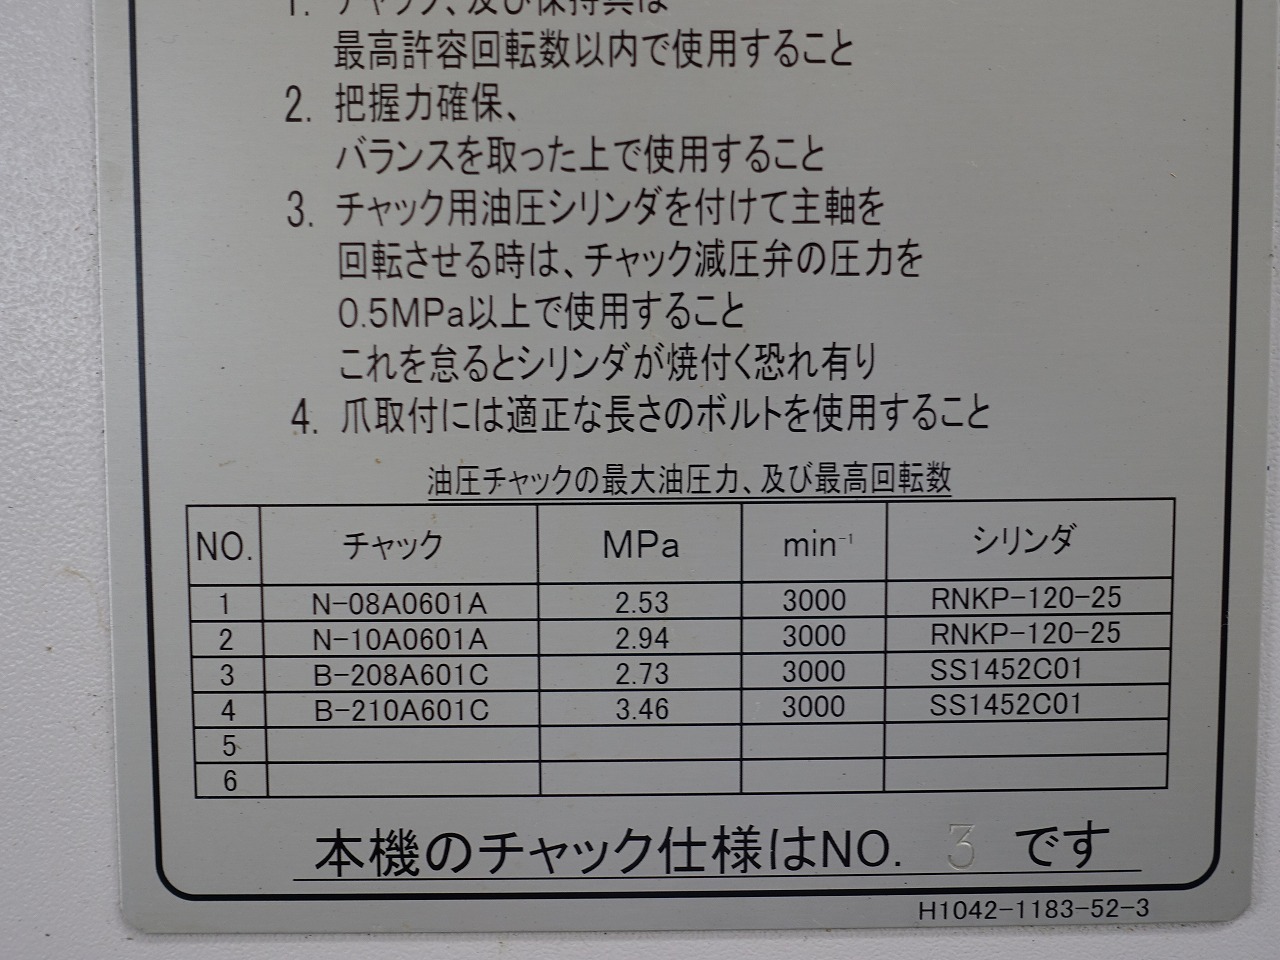 1. チャック、及び保持具は
最高許容回転数以内で使用すること
2. 把握力確保、
バランスを取った上で使用すること
3. チャック用油圧シリンダを付けて主軸を
回転させる時は、チャック減圧弁の圧力を
0.5MPa以上で使用すること
これを怠るとシリンダが焼付く恐れ有り
4. 爪取付には適正な長さのボルトを使用すること
油圧チャックの最大油圧力、及び最高回転数
NO. チャック MPa min⁻¹ シリンダ
1 N-08A0601A 2.53 3000 RNKP-120-25
2 N-10A0601A 2.94 3000 RNKP-120-25
3 B-208A601C 2.73 3000 SS1452C01
4 B-210A601C 3.46 3000 SS1452C01
5
6
本機のチャック仕様はNO. 3 です
H1042-1183-52-3